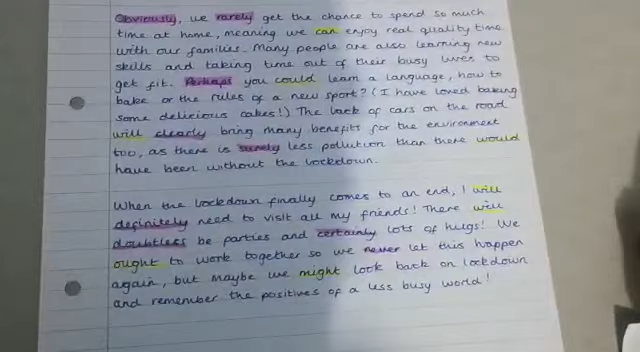 Obviously, we rarely get the chance to spend so much
time at home, meaning we can enjoy real quality time
with our families. Many people are also learning new
skills and taking time out of their busy lives to
get fit. Perhaps you could learn a language, how to
bake or the rules of a new sport? (I have loved baking
some delicious cakes!) The lack of cars on the road
will clearly bring many benefits for the environment
too, as there is surely less pollution than there would
have been without the lockdown.
When the lockdown finally comes to an end, I will
definitely need to visit all my friends! There will
doubtless be parties and certainly lots of hugs! We
ought to work together so we never let this happen
again, but maybe we might look back on lockdown
and remember the positives of a less busy world!